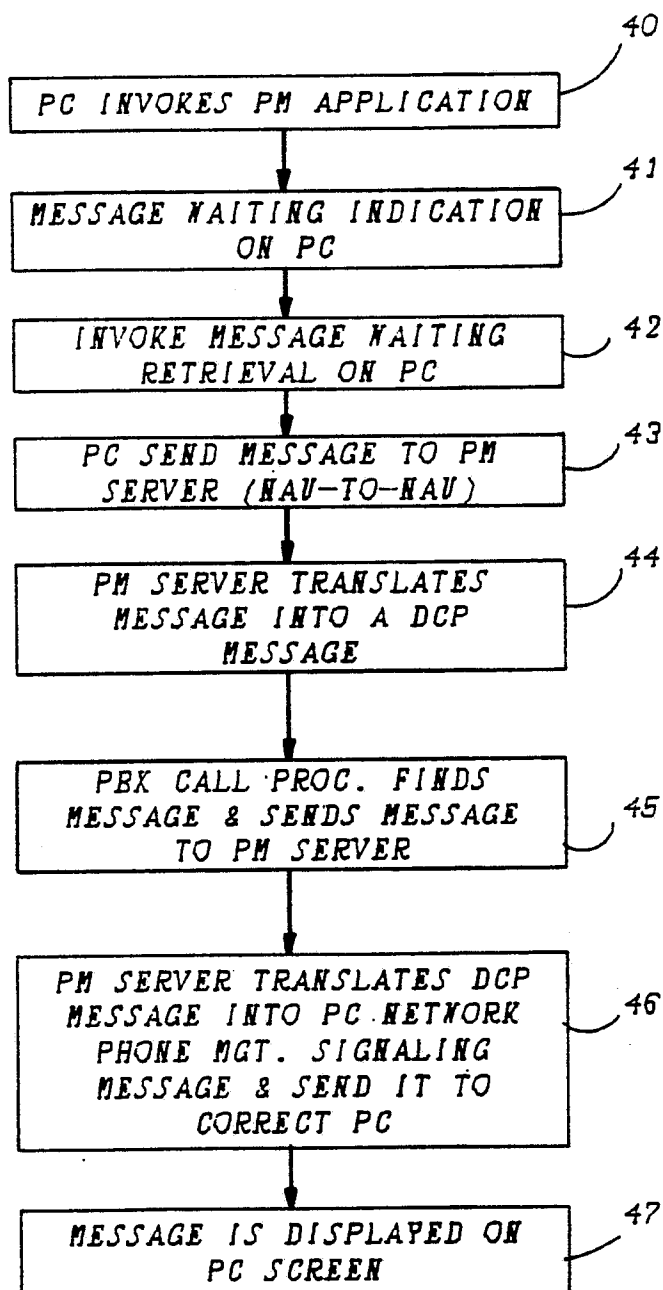 40
PC INVOKES PM APPLICATION
41
MESSAGE WAITING INDICATION
ON PC
42
INVOKE MESSAGE WAITING
RETRIEVAL ON PC
43
PC SEND MESSAGE TO PM
SERVER (NAU-TO-NAU)
44
PM SERVER TRANSLATES
MESSAGE INTO A DCP
MESSAGE
PBX CALL PROC. FINDS
MESSAGE & SENDS MESSAGE
TO PM SERVER
45
PM SERVER TRANSLATES DCP
MESSAGE INTO PC NETWORK
PHONE MGT. SIGNALING
MESSAGE & SEND IT TO
CORRECT PC
46
MESSAGE IS DISPLAYED ON
PC SCREEN
47